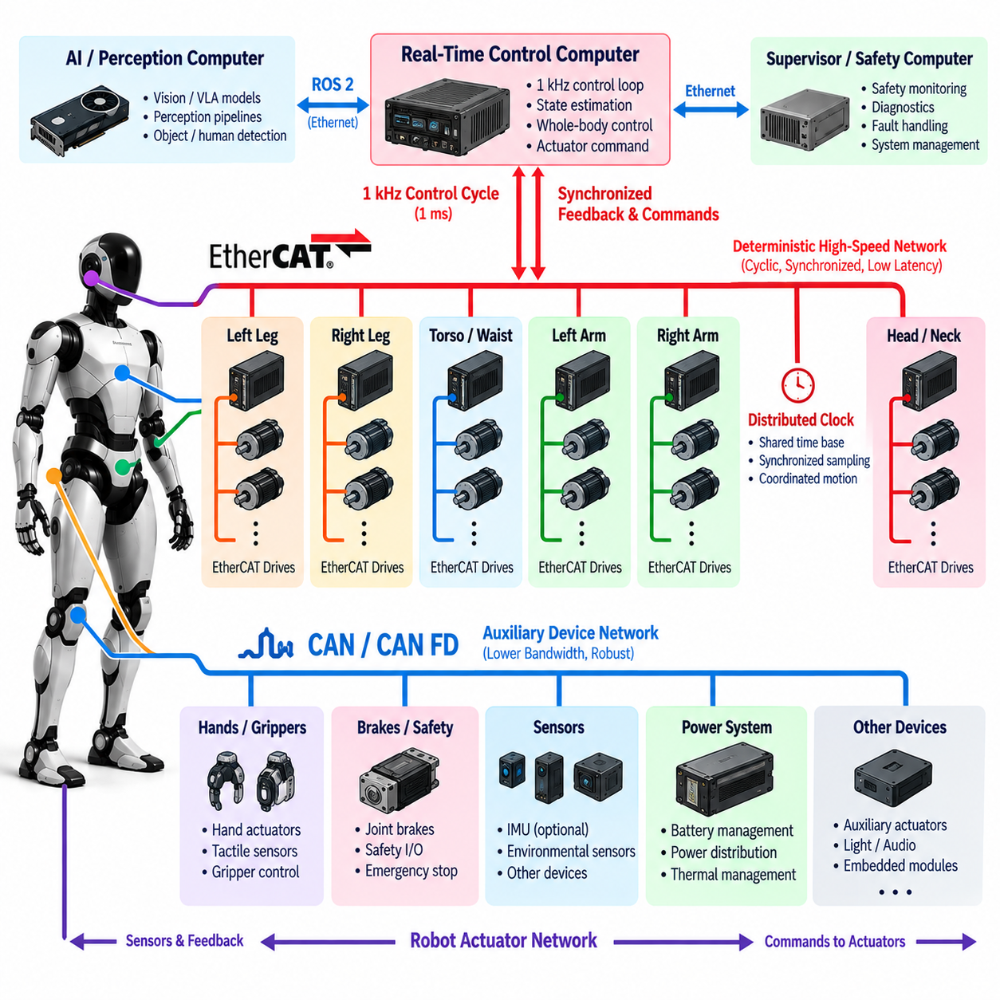 AI / Perception Computer
• Vision / VLA models
• Perception pipelines
• Object / human detection
ROS 2
(Ethernet)
Real-Time Control Computer
• 1 kHz control loop
• State estimation
• Whole-body control
• Actuator command
Ethernet
Supervisor / Safety Computer
• Safety monitoring
• Diagnostics
• Fault handling
• System management
1 kHz Control Cycle
(1 ms)
Synchronized
Feedback & Commands
EtherCAT®
Deterministic High-Speed Network
(Cyclic, Synchronized, Low Latency)
Left Leg
EtherCAT Drives
Right Leg
EtherCAT Drives
Torso / Waist
EtherCAT Drives
Left Arm
EtherCAT Drives
Right Arm
EtherCAT Drives
Distributed Clock
• Shared time base
• Synchronized sampling
• Coordinated motion
Head / Neck
EtherCAT Drives
CAN / CAN FD
Auxiliary Device Network
(Lower Bandwidth, Robust)
Hands / Grippers
• Hand actuators
• Tactile sensors
• Gripper control
Brakes / Safety
• Joint brakes
• Safety I/O
• Emergency stop
Sensors
• IMU (optional)
• Environmental sensors
• Other devices
Power System
• Battery management
• Power distribution
• Thermal management
Other Devices
• Auxiliary actuators
• Light / Audio
• Embedded modules
• • •
Sensors & Feedback
Robot Actuator Network
Commands to Actuators